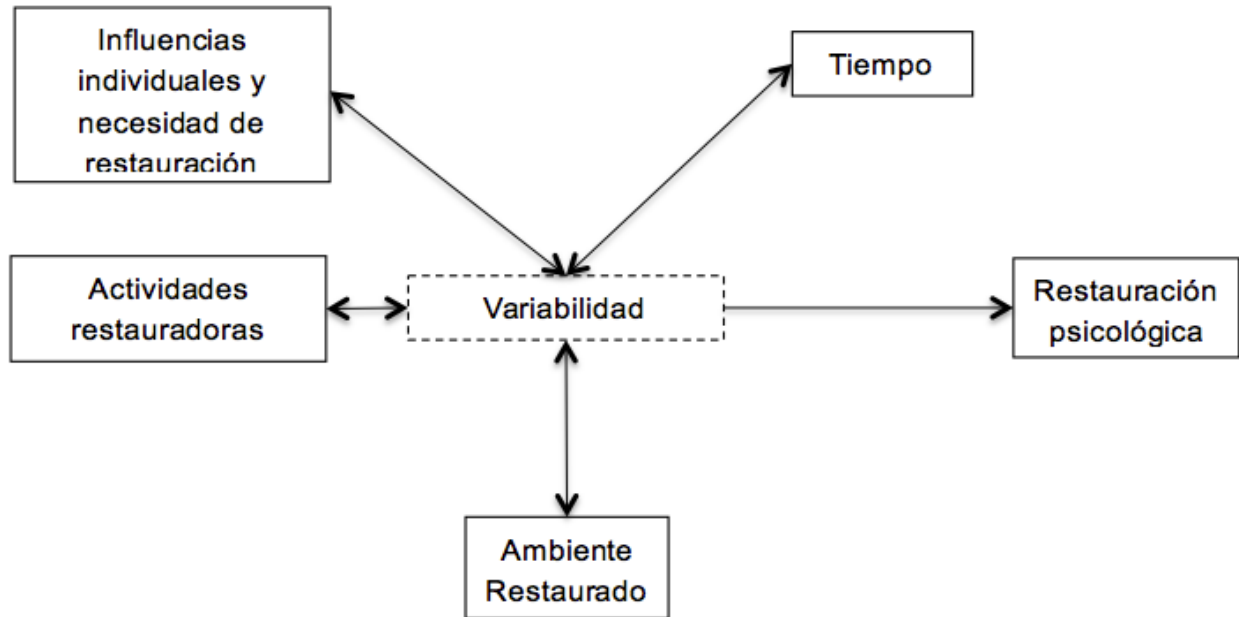 Influencias
individuales y
necesidad de
restauración
Tiempo
Actividades
restauradoras
Variabilidad
Restauración
psicológica
Ambiente
Restaurado